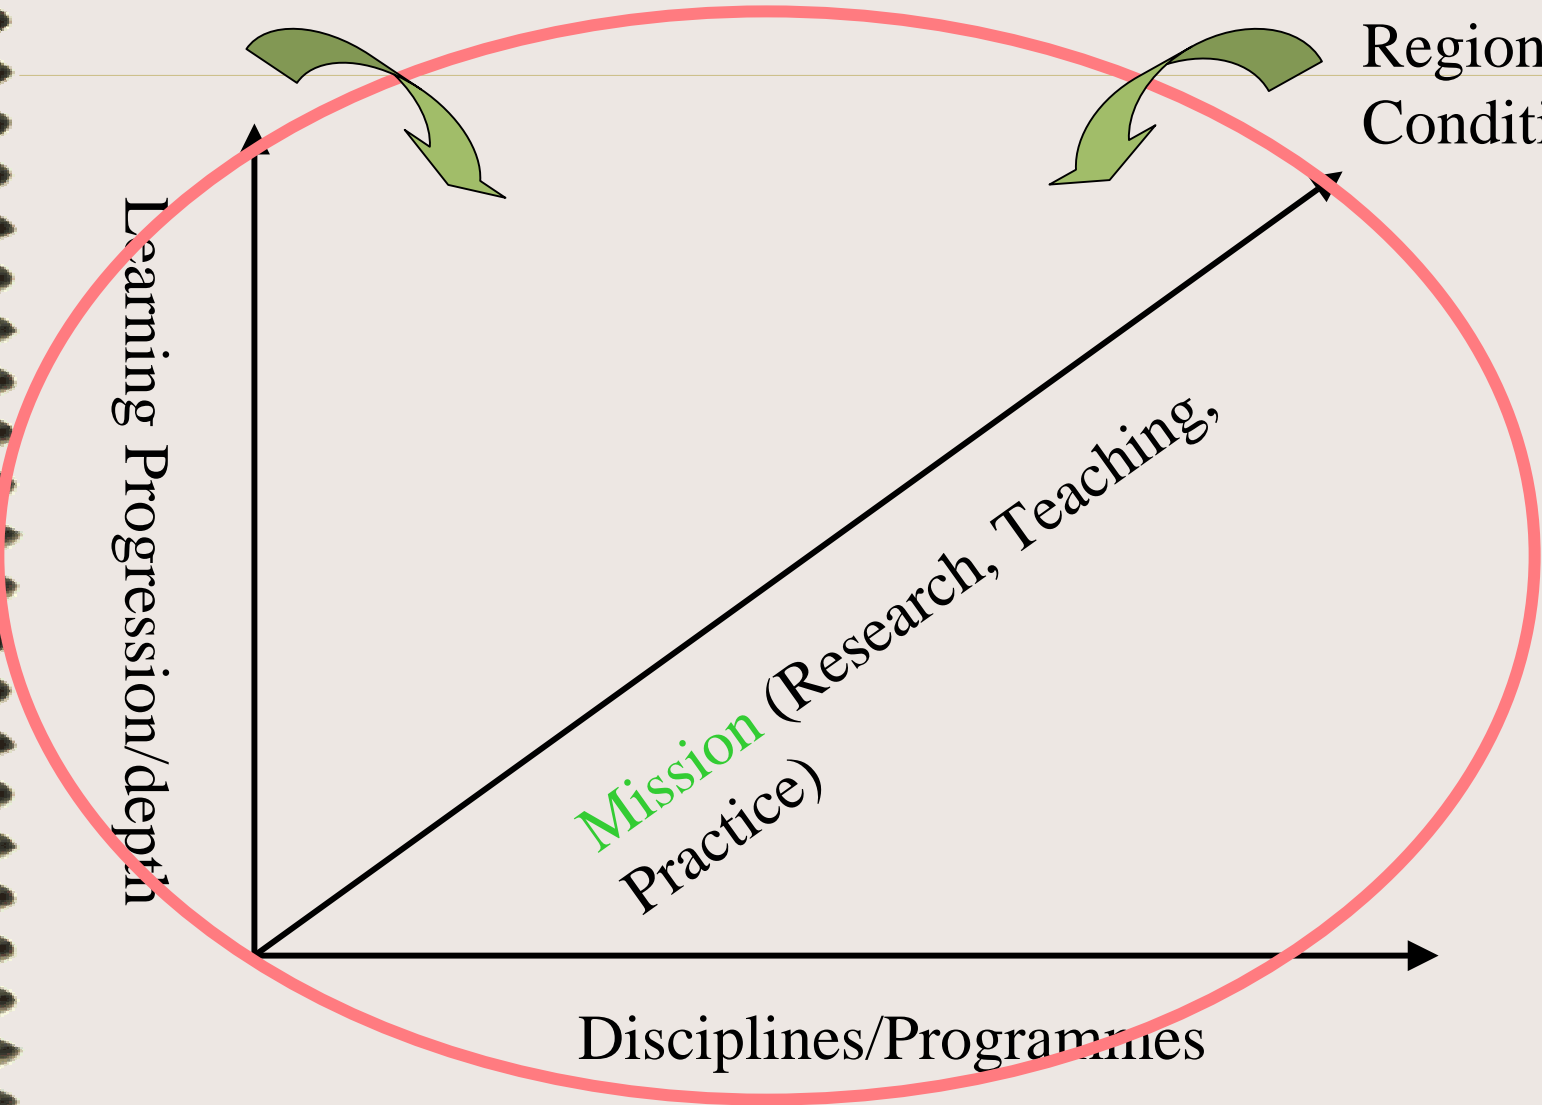 Region
Conditi
Learning Progression/depth
Mission (Research, Teaching,
Practice)
Disciplines/Programmes